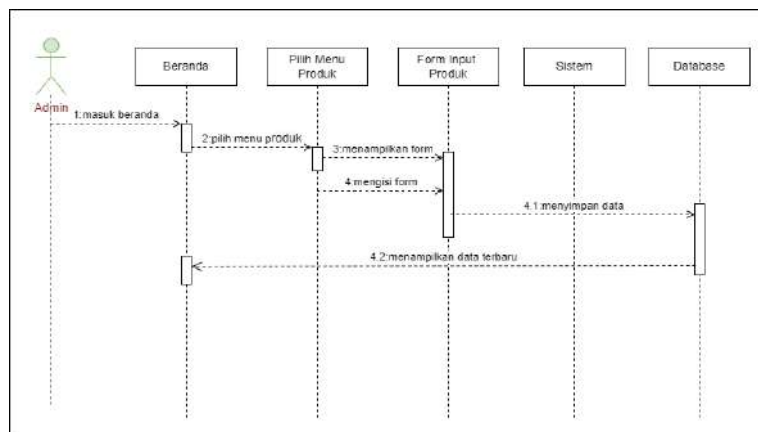 Beranda
Pilih Menu
Produk
Form Input
Produk
Sistem
Database
Admin
1:masuk beranda
2:pilih menu produk
3:menampilkan form
4:mengisi form
4.1:menyimpan data
4.2:menampilkan data terbaru